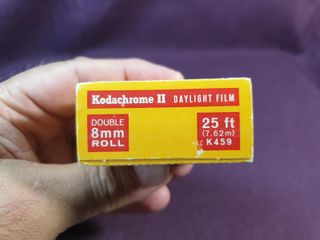 Kodachrome II DAYLIGHT FILM
DOUBLE
8mm
ROLL
25 ft
(7.62m)
K459